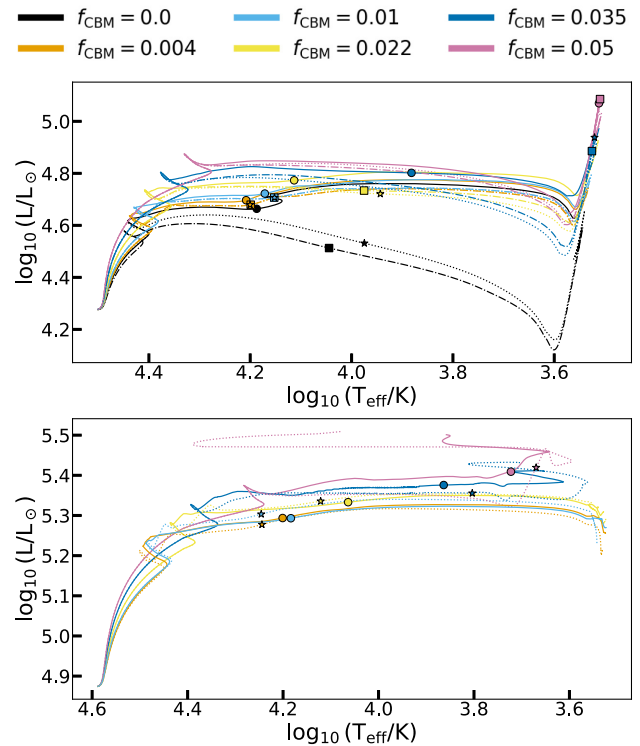 f_CBM = 0.0 f_CBM = 0.01 f_CBM = 0.035
f_CBM = 0.004 f_CBM = 0.022 f_CBM = 0.05
5.0
4.8
4.6
4.4
4.2
log₁₀ (L/L⊙)
4.4 4.2 4.0 3.8 3.6
log₁₀ (T_eff/K)
5.5
5.4
5.3
5.2
5.1
5.0
4.9
log₁₀ (L/L⊙)
4.6 4.4 4.2 4.0 3.8 3.6
log₁₀ (T_eff/K)